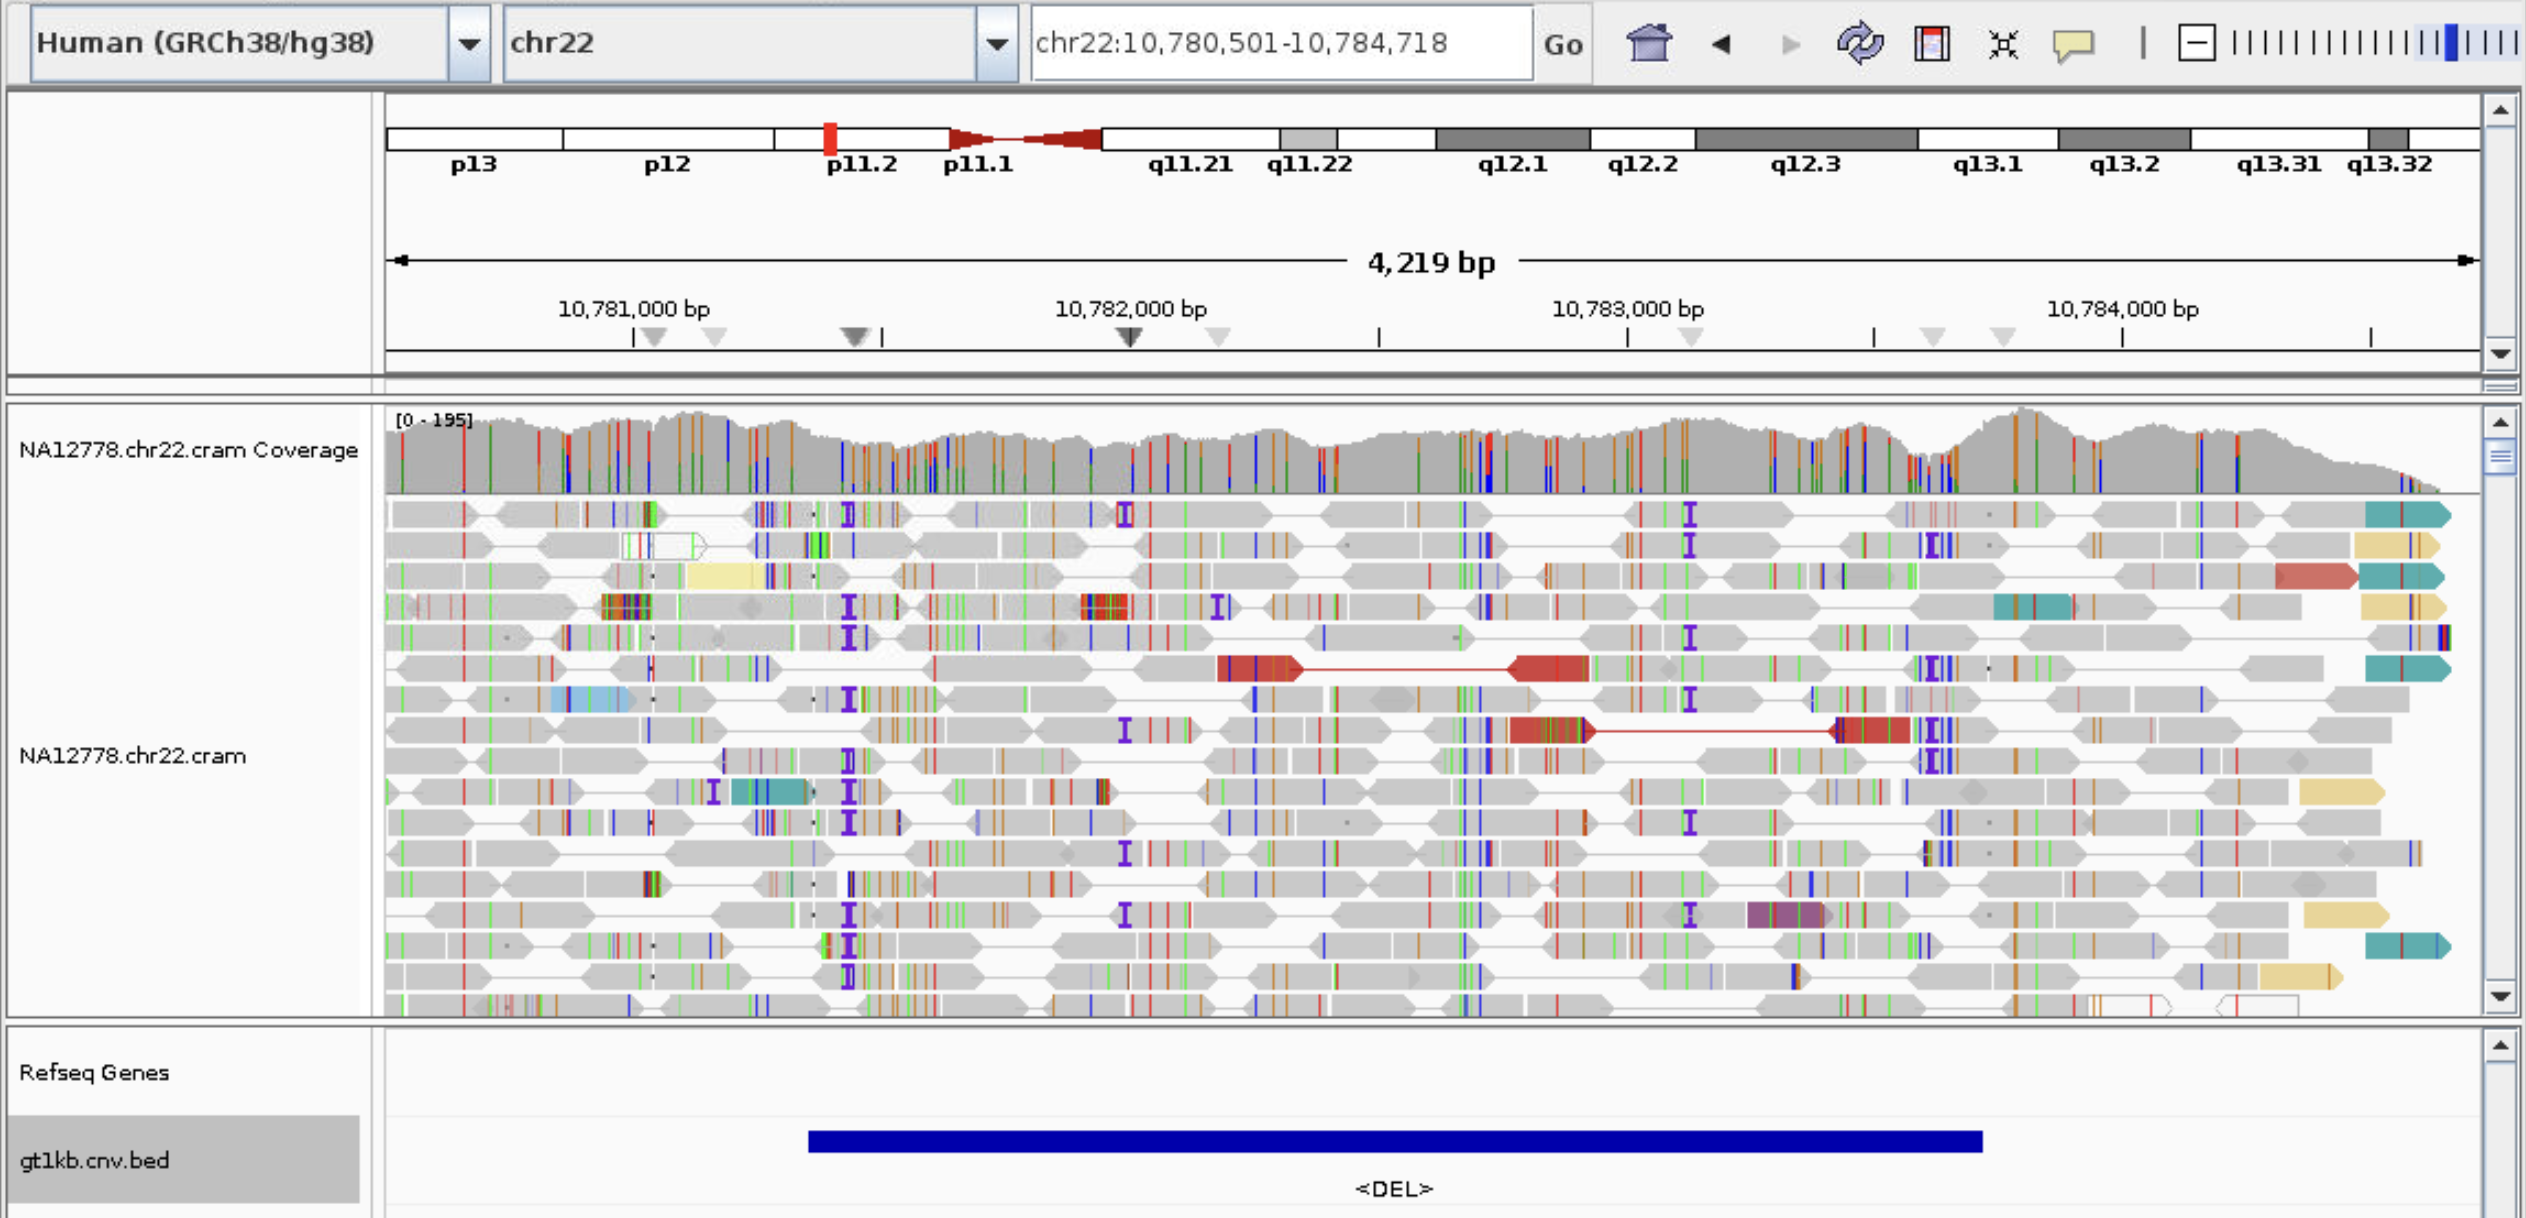 Human (GRCh38/hg38) chr22 chr22:10,780,501-10,784,718 Go
p13 p12 p11.2 p11.1 q11.21 q11.22 q12.1 q12.2 q12.3 q13.1 q13.2 q13.31 q13.32
4,219 bp
10,781,000 bp 10,782,000 bp 10,783,000 bp 10,784,000 bp
[0 - 195]
NA12778.chr22.cram Coverage
NA12778.chr22.cram
Refseq Genes
gt1kb.cnv.bed
<DEL>